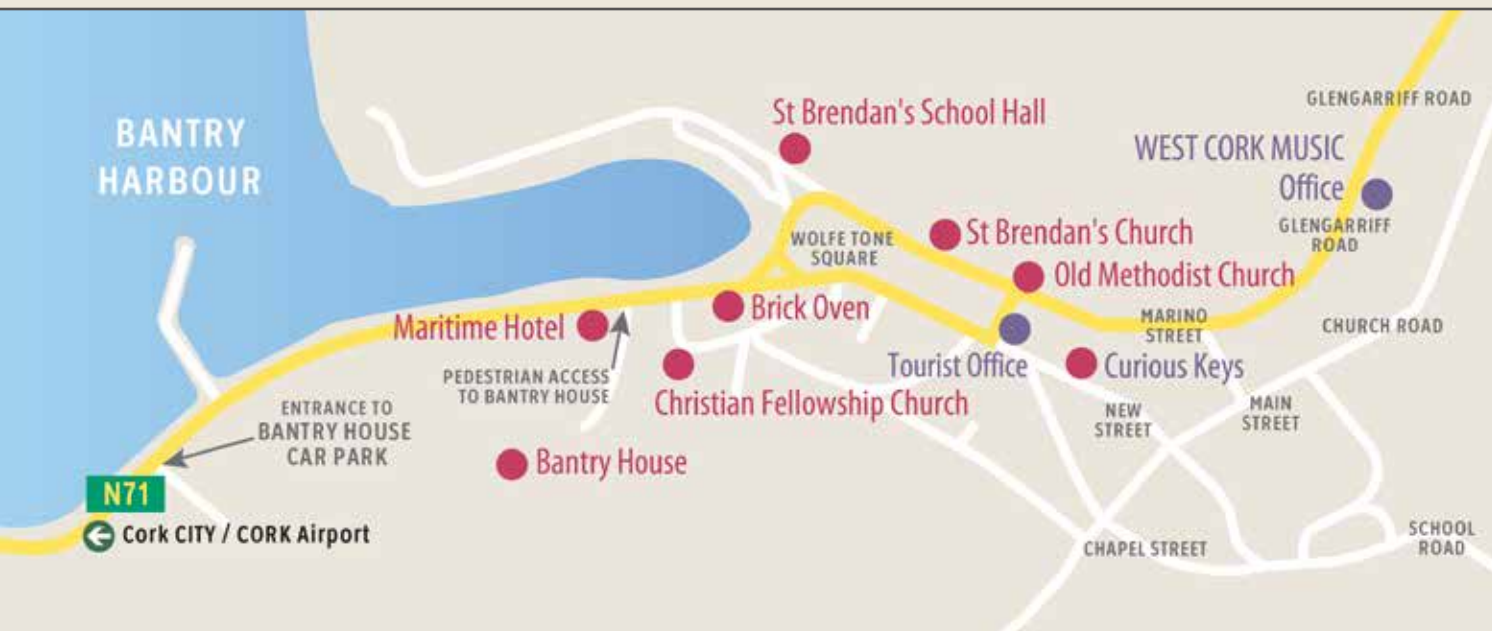 GLENGARRIFF ROAD
St Brendan's School Hall
BANTRY
HARBOUR
WEST CORK MUSIC
Office
GLENGARRIFF
ROAD
St Brendan's Church
WOLFE TONE
SQUARE
Old Methodist Church
Brick Oven
Maritime Hotel
MARINO
STREET
CHURCH ROAD
Tourist Office
Curious Keys
PEDESTRIAN ACCESS
TO BANTRY HOUSE
Christian Fellowship Church
ENTRANCE TO
BANTRY HOUSE
CAR PARK
NEW
STREET
MAIN
STREET
Bantry House
N71
Cork CITY / CORK Airport
CHAPEL STREET
SCHOOL
ROAD